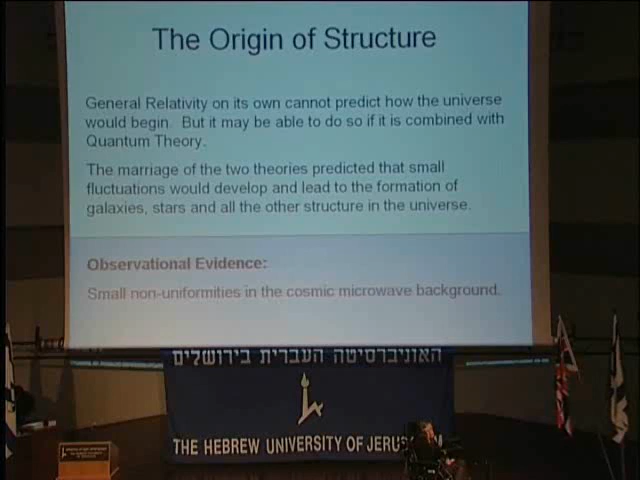 The Origin of Structure
General Relativity on its own cannot predict how the universe
would begin. But it may be able to do so if it is combined with
Quantum Theory.
The marriage of the two theories predicted that small
fluctuations would develop and lead to the formation of
galaxies, stars and all the other structure in the universe.
Observational Evidence:
Small non-uniformities in the cosmic microwave background.
האוניברסיטה העברית בירושלים
THE HEBREW UNIVERSITY OF JERUS